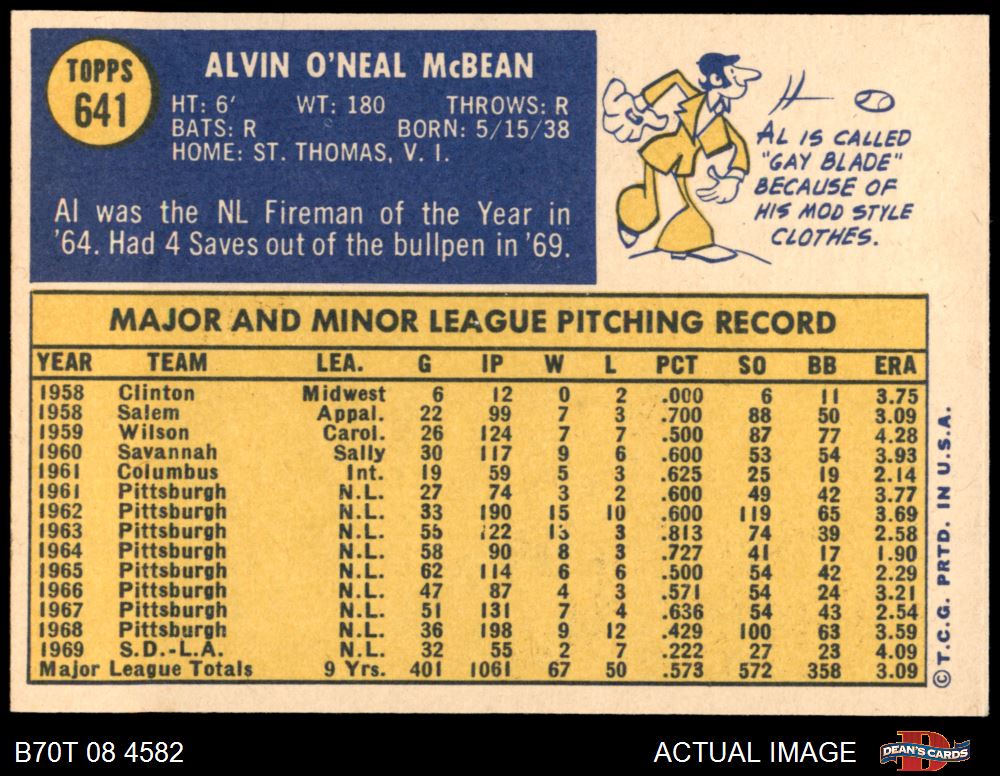 TOPPS
641
ALVIN O'NEAL McBEAN
HT: 6' WT: 180 THROWS: R
BATS: R BORN: 5/15/38
HOME: ST. THOMAS, V. I.
Al was the NL Fireman of the Year in
'64. Had 4 Saves out of the bullpen in '69.
AL IS CALLED
"GAY BLADE"
BECAUSE OF
HIS MOD STYLE
CLOTHES.
MAJOR AND MINOR LEAGUE PITCHING RECORD
YEAR TEAM LEA. G IP W L PCT SO BB ERA
1958 Clinton Midwest 6 12 0 2 .000 6 11 3.75
1958 Salem Appal. 22 99 7 3 .700 88 50 3.09
1959 Wilson Carol. 26 124 7 7 .500 87 77 4.28
1960 Savannah Sally 30 117 9 6 .600 53 54 3.93
1961 Columbus Int. 19 59 5 3 .625 25 19 2.14
1961 Pittsburgh N.L. 27 74 3 2 .600 49 42 3.77
1962 Pittsburgh N.L. 33 190 15 10 .600 119 65 3.69
1963 Pittsburgh N.L. 55 122 13 3 .813 74 39 2.58
1964 Pittsburgh N.L. 58 90 8 3 .727 41 17 1.90
1965 Pittsburgh N.L. 62 114 6 6 .500 54 42 2.29
1966 Pittsburgh N.L. 47 87 4 3 .571 54 24 3.21
1967 Pittsburgh N.L. 51 131 7 4 .636 54 43 2.54
1968 Pittsburgh N.L. 36 198 9 12 .429 100 63 3.59
1969 S.D.-L.A. N.L. 32 55 2 7 .222 27 23 4.09
Major League Totals 9 Yrs. 401 1061 67 50 .573 572 358 3.09
©T.C.G. PRTD. IN U.S.A.
B70T 08 4582
ACTUAL IMAGE
D
DEAN'S CARDS